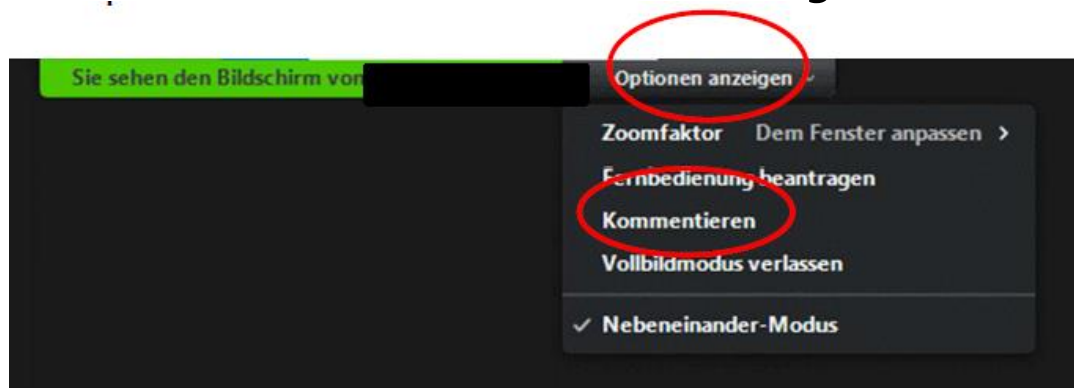 Sie sehen den Bildschirm von
Optionen anzeigen
Zoomfaktor Dem Fenster anpassen >
Fernbedienung beantragen
Kommentieren
Vollbildmodus verlassen
✓ Nebeneinander-Modus